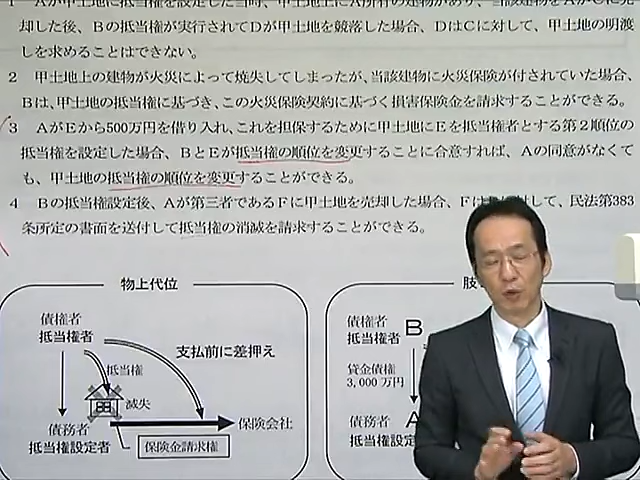 1 Aが甲土地に抵当権を設定した当時、甲土地上にA所有の建物があり、当該建物をAがCに売
却した後、Bの抵当権が実行されてDが甲土地を競落した場合、DはCに対して、甲土地の明渡
しを求めることはできない。
2 甲土地上の建物が火災によって焼失してしまったが、当該建物に火災保険が付されていた場合、
Bは、甲土地の抵当権に基づき、この火災保険契約に基づく損害保険金を請求することができる。
3 AがEから500万円を借り入れ、これを担保するために甲土地にEを抵当権者とする第2順位の
抵当権を設定した場合、BとEが抵当権の順位を変更することに合意すれば、Aの同意がなくて
も、甲土地の抵当権の順位を変更することができる。
4 Bの抵当権設定後、Aが第三者であるFに甲土地を売却した場合、Fは 対して、民法第383
条所定の書面を送付して抵当権の消滅を請求することができる。
物上代位
債権者
抵当権者
支払前に差押え
抵当権
滅失
債務者
抵当権設定者
保険会社
保険金請求権
肢
債権者
抵当権者 B
貸金債権
3,000万円
債務者 A
抵当権設定